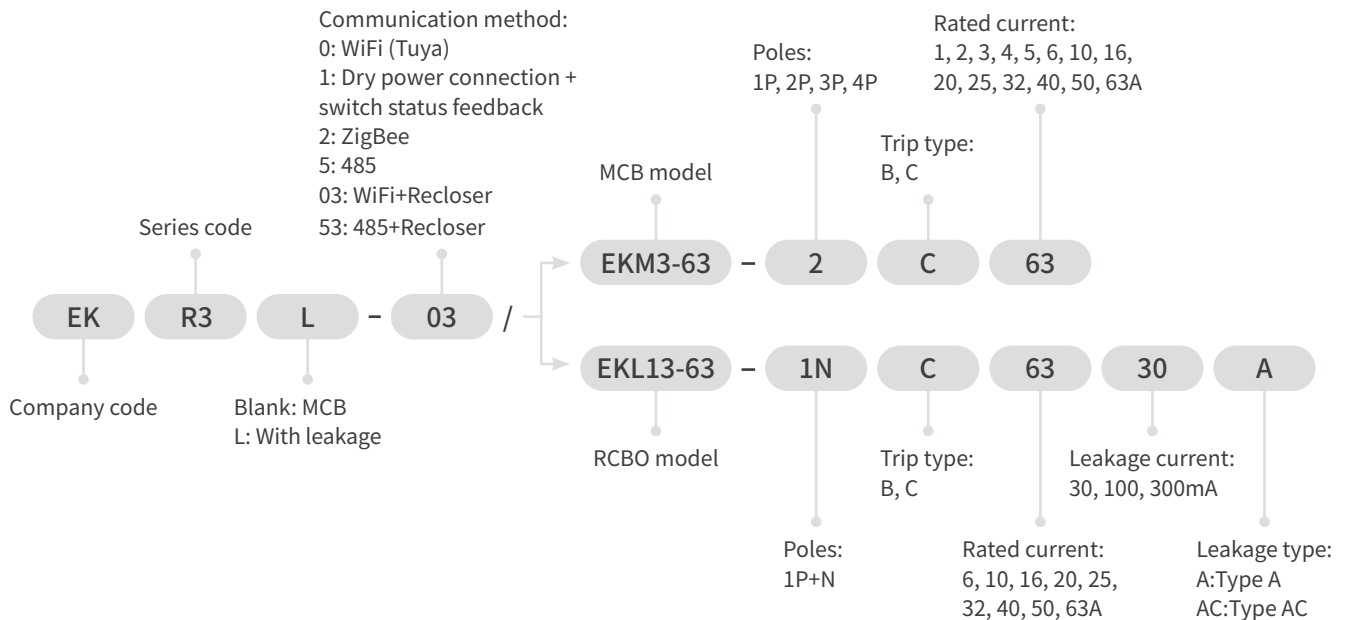 Communication method:
0: WiFi (Tuya)
1: Dry power connection +
switch status feedback
2: ZigBee
5: 485
03: WiFi+Recloser
53: 485+Recloser
Poles:
1P, 2P, 3P, 4P
Rated current:
1, 2, 3, 4, 5, 6, 10, 16,
20, 25, 32, 40, 50, 63A
Trip type:
B, C
MCB model
Series code
EKM3-63 – 2 C 63
EK R3 L – 03 /
EKL13-63 – 1N C 63 30 A
Company code
Blank: MCB
L: With leakage
RCBO model
Trip type:
B, C
Leakage current:
30, 100, 300mA
Poles:
1P+N
Rated current:
6, 10, 16, 20, 25,
32, 40, 50, 63A
Leakage type:
A:Type A
AC:Type AC